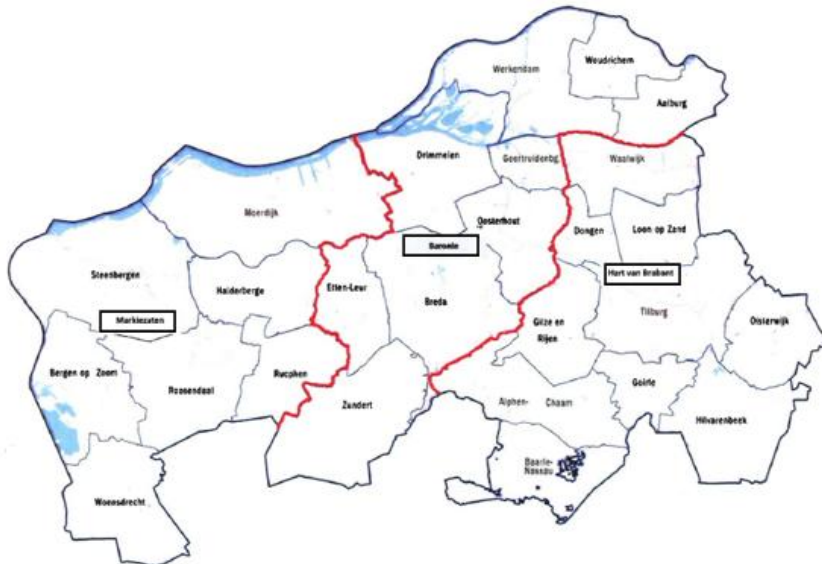 Werkendam
Woudrichem
Aalburg
Drimmelen
Geertruidenbg.
Waalwijk
Moerdijk
Oosterhout
Dongen
Loon op Zand
Baronie
Steenbergen
Halderberge
Etten-Leur
Breda
Hart van Brabant
Markiezaten
Gilze en
Rijen
Tilburg
Oisterwijk
Bergen op Zoom
Roosendaal
Rucphen
Zundert
Alphen-Chaam
Goirle
Hilvarenbeek
Baarle-
Nassau
Woensdrecht